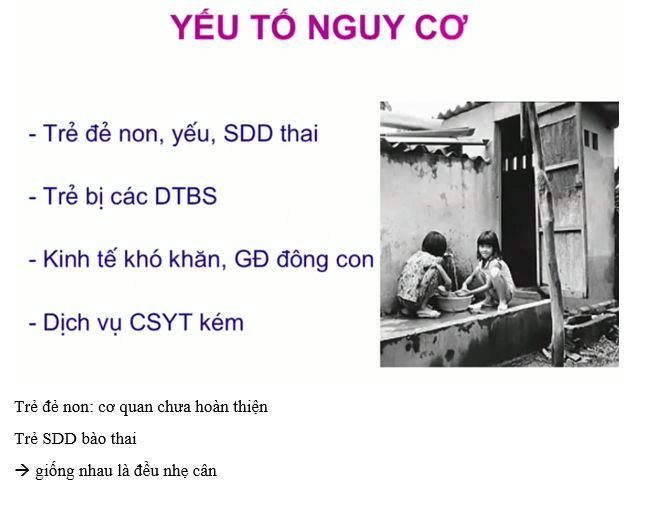 YẾU TỐ NGUY CƠ
- Trẻ đẻ non, yếu, SDD thai
- Trẻ bị các DTBS
- Kinh tế khó khăn, GĐ đông con
- Dịch vụ CSYT kém
Trẻ đẻ non: cơ quan chưa hoàn thiện
Trẻ SDD bào thai
→ giống nhau là đều nhẹ cân